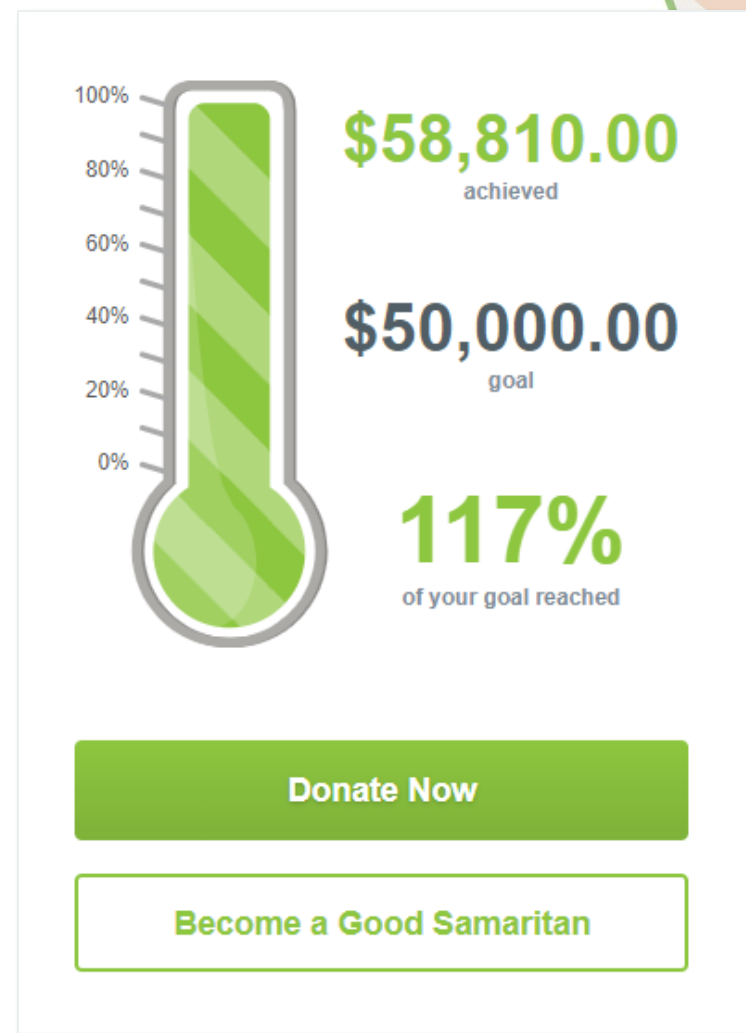 100%
80%
60%
40%
20%
0%
$58,810.00
achieved
$50,000.00
goal
117%
of your goal reached
Donate Now
Become a Good Samaritan